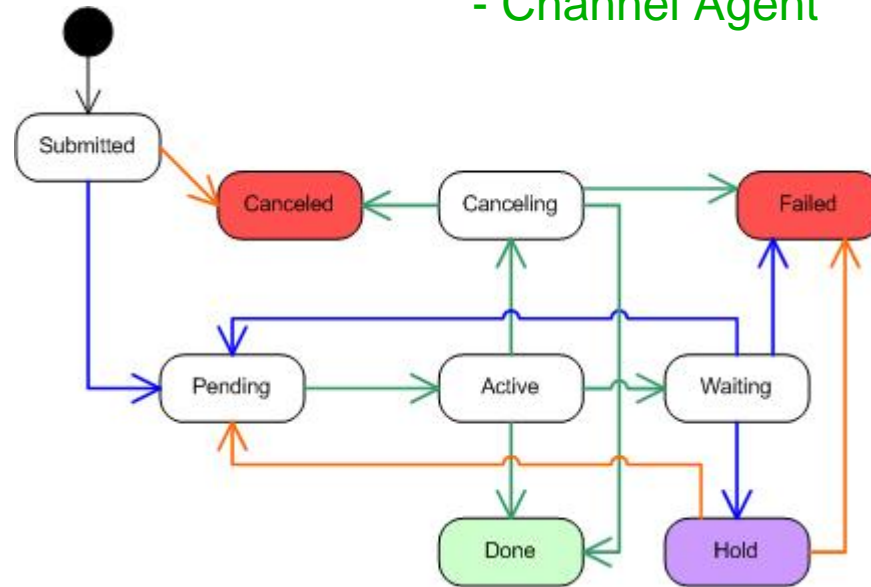 - Channel Agent
Submitted
Canceled
Canceling
Failed
Pending
Active
Waiting
Done
Hold